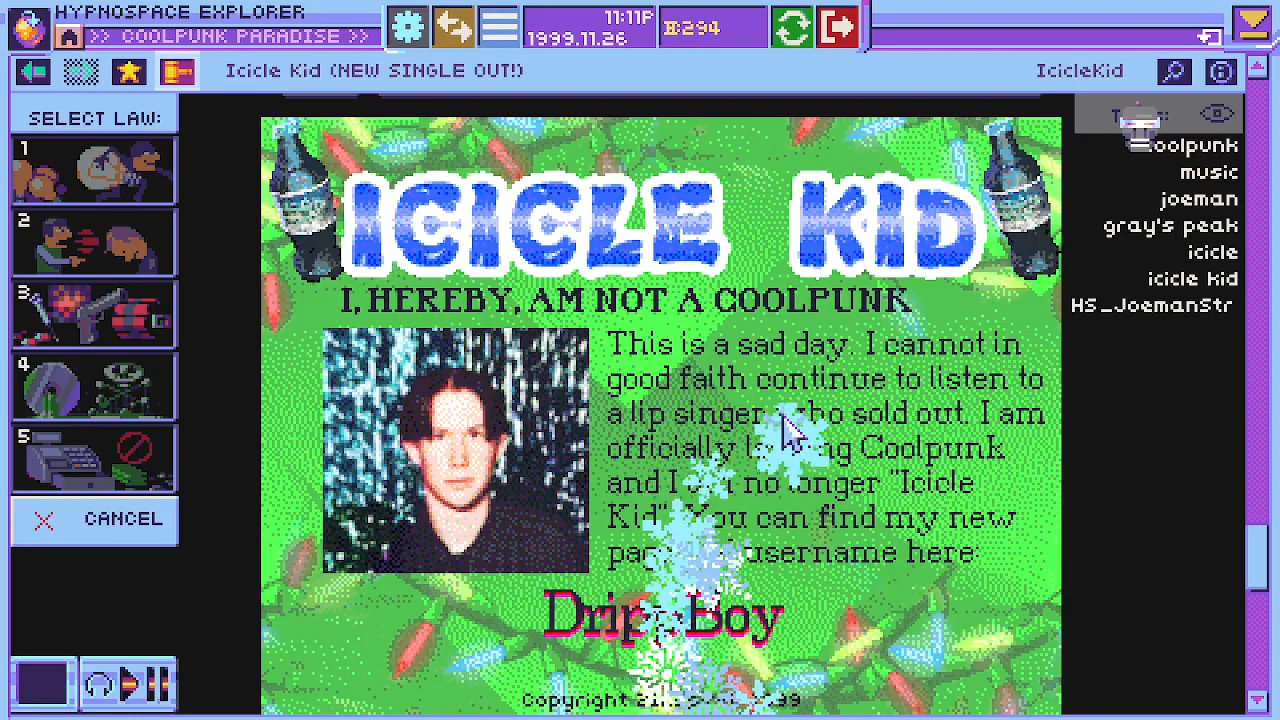 HYPNOSPACE EXPLORER
>> COOLPUNK PARADISE >>
11:11P
1999.11.26
294
Icicle Kid (NEW SINGLE OUT!)
IcicleKid
SELECT LAW:
1
2
3
4
5
CANCEL
ICICLE KID
I, HEREBY, AM NOT A COOLPUNK
This is a sad day. I cannot in
good faith continue to listen to
a lip singer who sold out. I am
officially Coolpunk
and I no longer "Icicle
Kid". You can find my new
username here:
Boy
Copyright
coolpunk
music
joeman
gray's peak
icicle
icicle kid
HS_JoemanStr